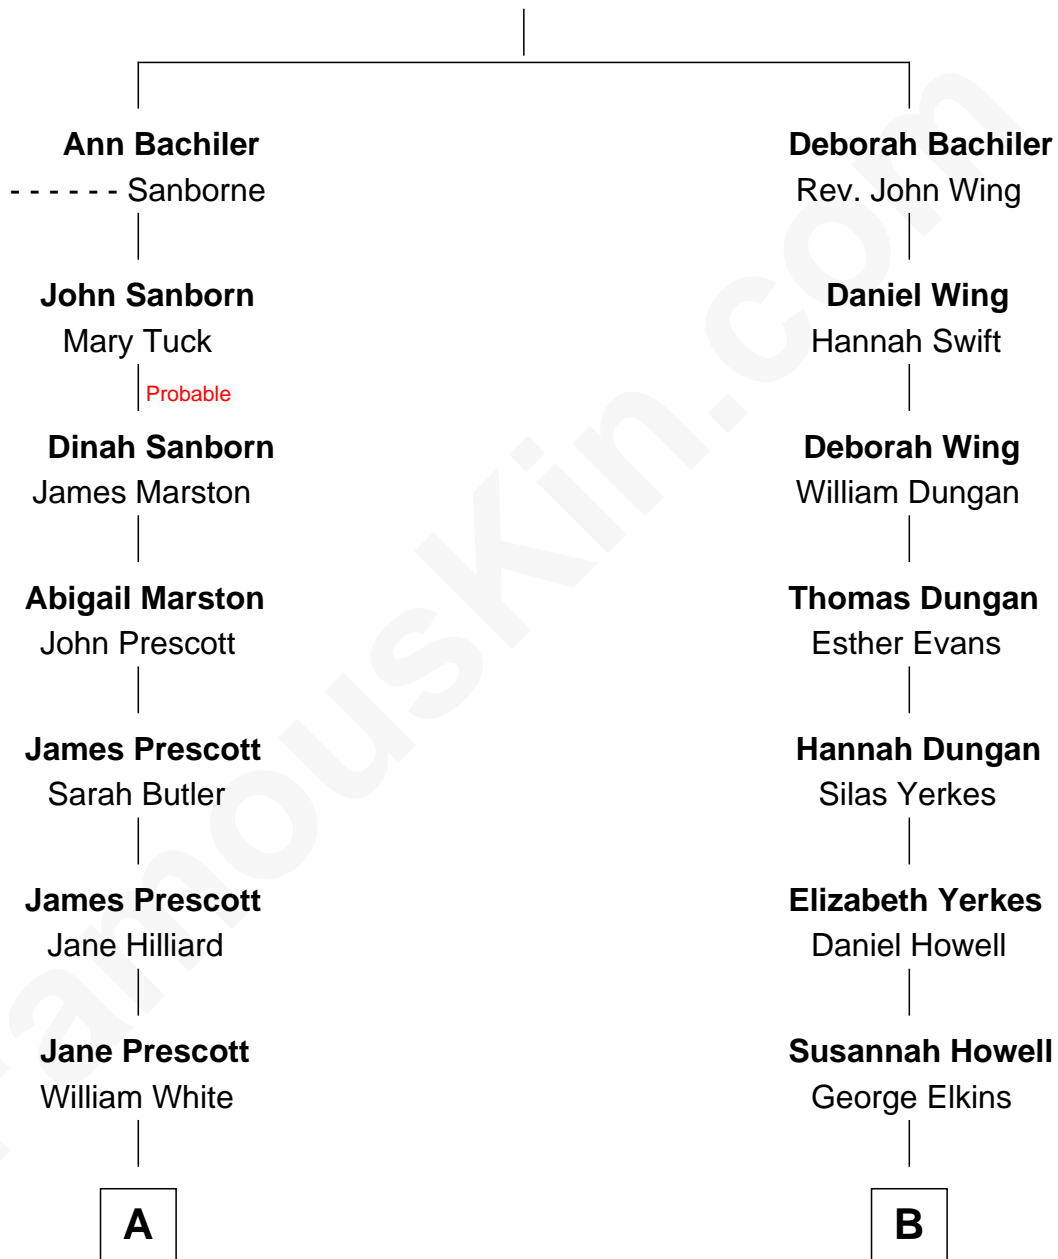 Ann Bachiler
- - - - - - Sanborne
John Sanborn
Mary Tuck
Probable
Dinah Sanborn
James Marston
Abigail Marston
John Prescott
James Prescott
Sarah Butler
James Prescott
Jane Hilliard
Jane Prescott
William White
A
Deborah Bachiler
Rev. John Wing
Daniel Wing
Hannah Swift
Deborah Wing
William Dungan
Thomas Dungan
Esther Evans
Hannah Dungan
Silas Yerkes
Elizabeth Yerkes
Daniel Howell
Susannah Howell
George Elkins
B
FamousKin.com